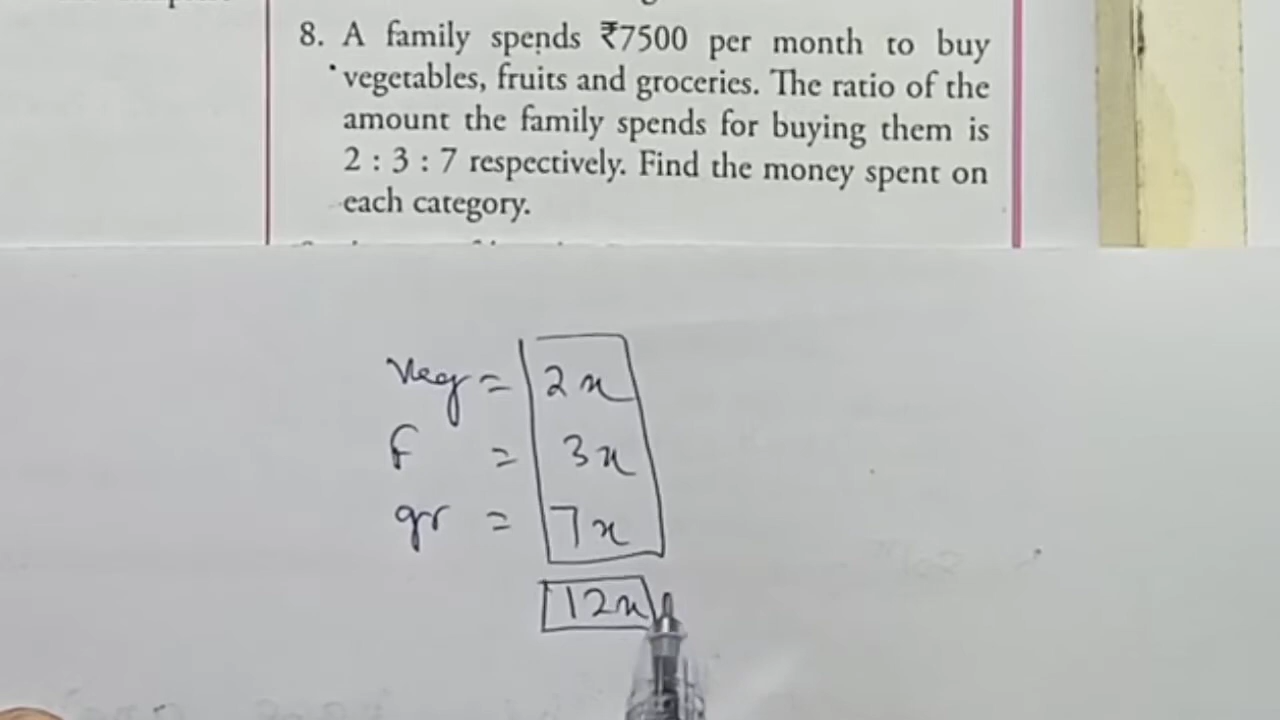 8. A family spends ₹7500 per month to buy
vegetables, fruits and groceries. The ratio of the
amount the family spends for buying them is
2 : 3 : 7 respectively. Find the money spent on
each category.
Veg = 2x
f = 3x
gr = 7x
12x